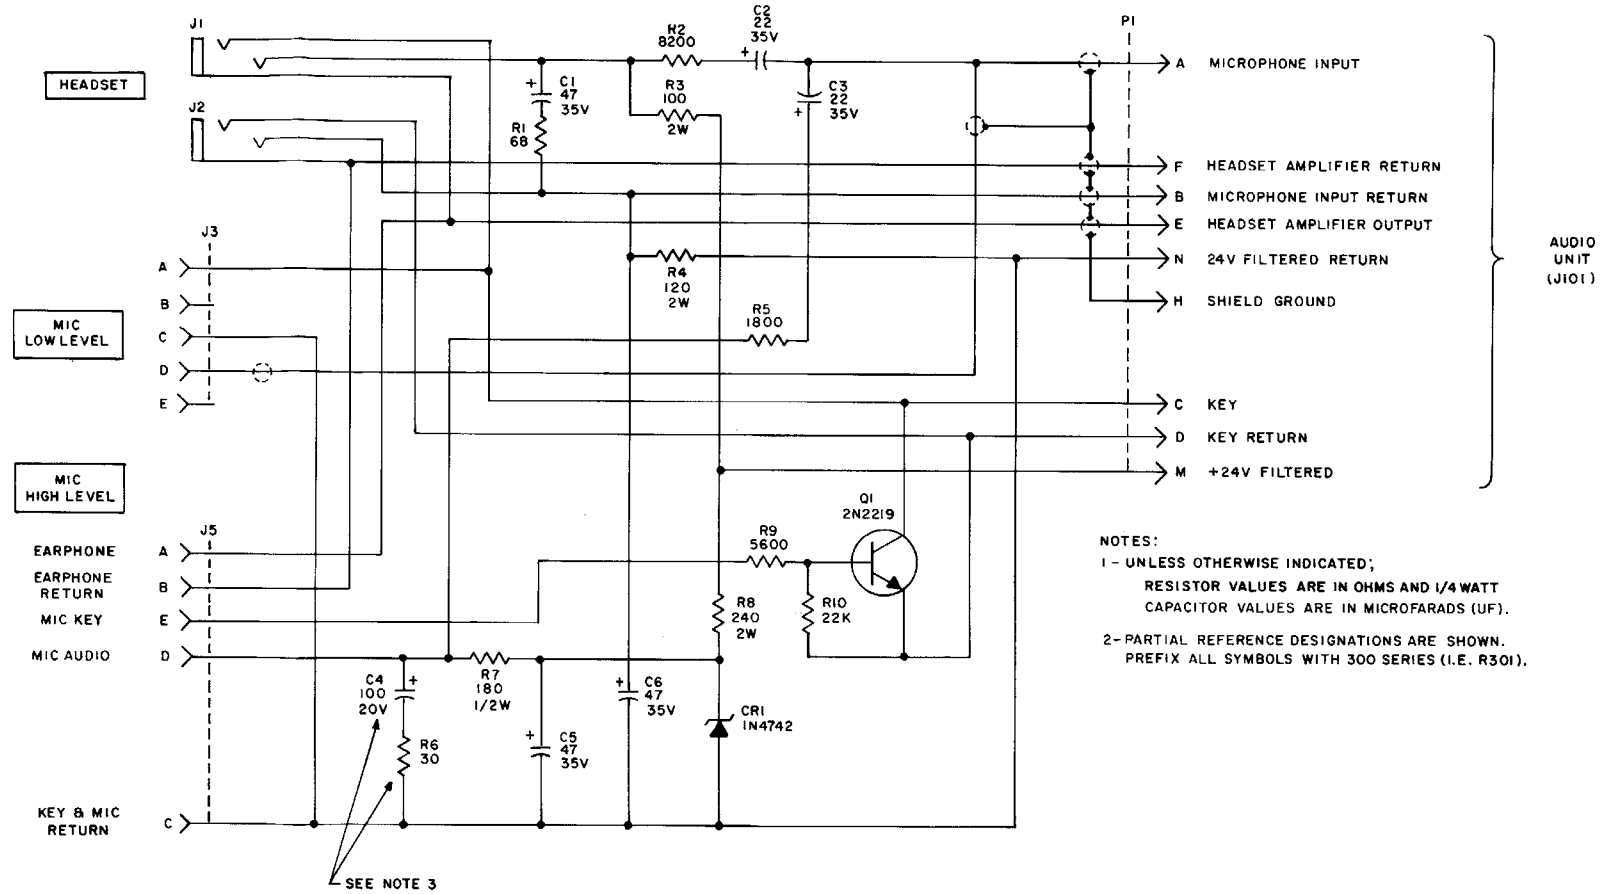 J1
HEADSET
J2
C1
47
35V
R1
68
R2
8200
R3
100
2W
C2
22
35V
C3
22
35V
P1
A MICROPHONE INPUT
F HEADSET AMPLIFIER RETURN
B MICROPHONE INPUT RETURN
E HEADSET AMPLIFIER OUTPUT
N 24V FILTERED RETURN
H SHIELD GROUND
C KEY
D KEY RETURN
M +24V FILTERED
AUDIO
UNIT
(J101)
J3
A
B
C
D
E
MIC
LOW LEVEL
R4
120
2W
R5
1800
MIC
HIGH LEVEL
J5
EARPHONE A
EARPHONE
RETURN B
MIC KEY E
MIC AUDIO D
KEY & MIC
RETURN C
Q1
2N2219
R9
5600
R10
22K
R8
240
2W
R7
180
1/2W
C4
100
20V
R6
30
C5
47
35V
C6
47
35V
CR1
1N4742
SEE NOTE 3
NOTES:
1 - UNLESS OTHERWISE INDICATED;
RESISTOR VALUES ARE IN OHMS AND 1/4 WATT
CAPACITOR VALUES ARE IN MICROFARADS (UF).
2- PARTIAL REFERENCE DESIGNATIONS ARE SHOWN.
PREFIX ALL SYMBOLS WITH 300 SERIES (I.E. R301).